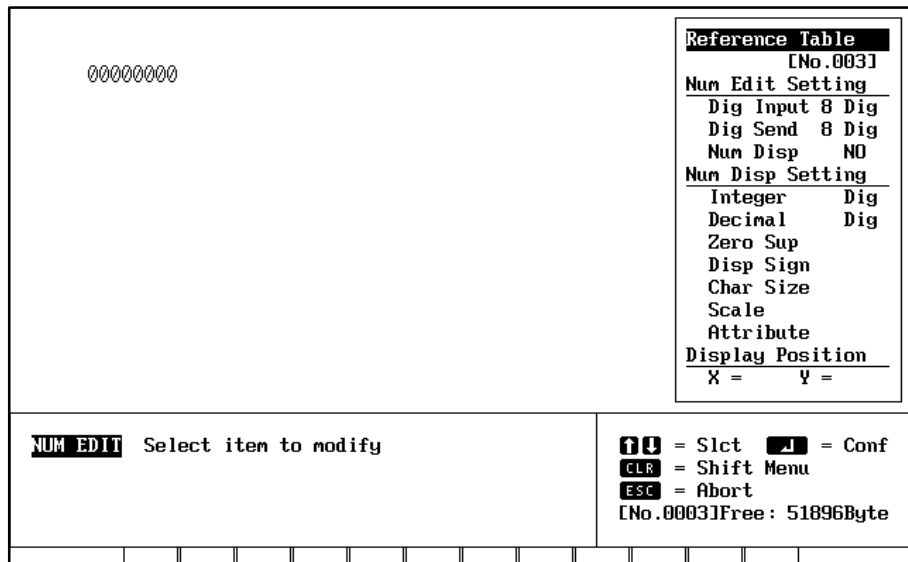 00000000
Reference Table
[No.003]
Num Edit Setting
Dig Input 8 Dig
Dig Send 8 Dig
Num Disp NO
Num Disp Setting
Integer Dig
Decimal Dig
Zero Sup
Disp Sign
Char Size
Scale
Attribute
Display Position
X = Y =
NUM EDIT Select item to modify
↑↓ = Slct ↵ = Conf
CLR = Shift Menu
ESC = Abort
[No.0003]Free: 51896Byte